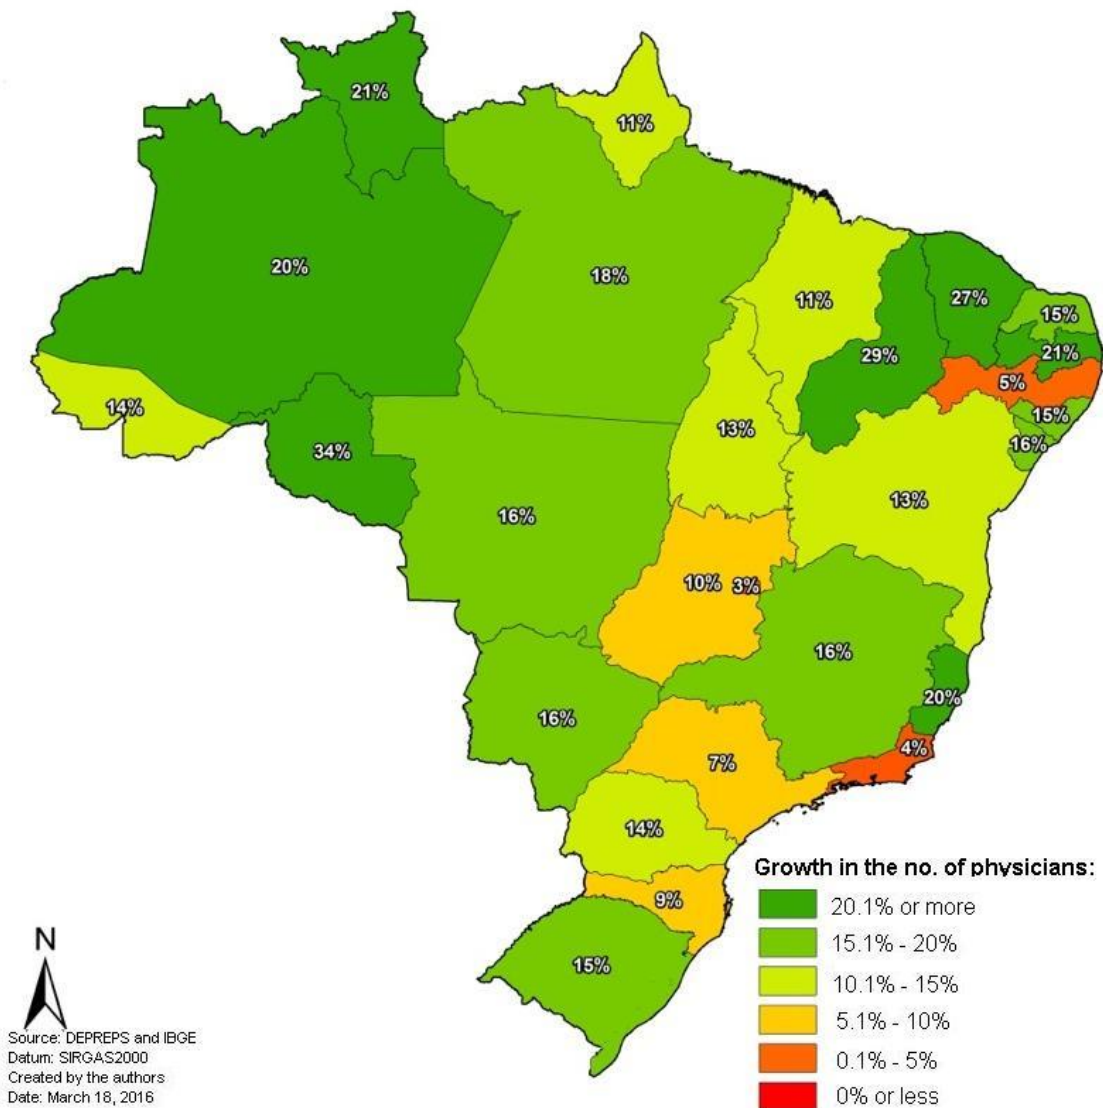 21%
11%
20%
18%
11%
27%
15%
29%
21%
5%
14%
15%
13%
16%
34%
13%
16%
10%
3%
16%
20%
16%
4%
7%
14%
9%
15%
Growth in the no. of physicians:
20.1% or more
15.1% - 20%
10.1% - 15%
5.1% - 10%
0.1% - 5%
0% or less
N
Source: DEPREPS and IBGE
Datum: SIRGAS2000
Created by the authors
Date: March 18, 2016